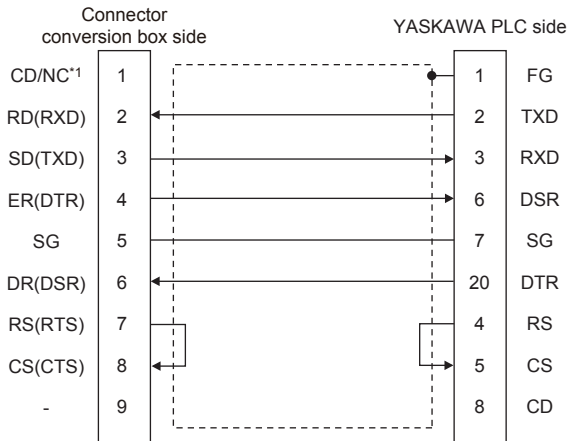 Connector
conversion box side
YASKAWA PLC side
CD/NC*1 1 1 FG
RD(RXD) 2 2 TXD
SD(TXD) 3 3 RXD
ER(DTR) 4 6 DSR
SG 5 7 SG
DR(DSR) 6 20 DTR
RS(RTS) 7 4 RS
CS(CTS) 8 5 CS
- 9 8 CD